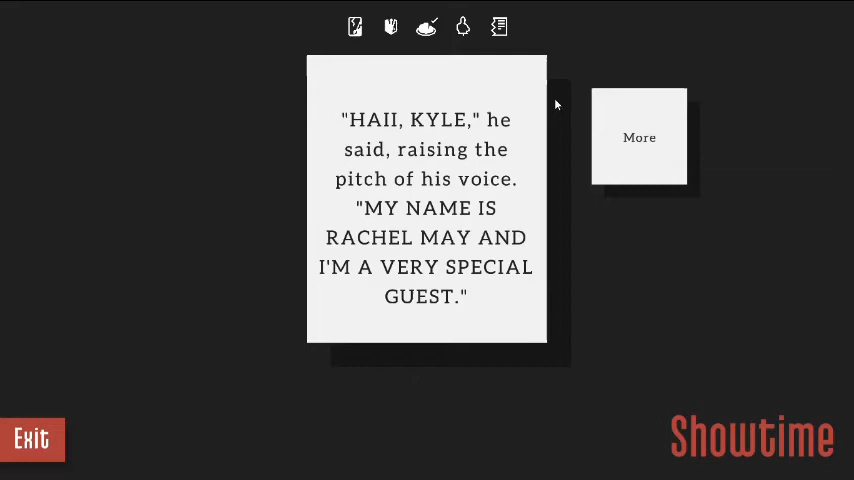 "HAII, KYLE," he
said, raising the
pitch of his voice.
"MY NAME IS
RACHEL MAY AND
I'M A VERY SPECIAL
GUEST."
More
Exit
Showtime